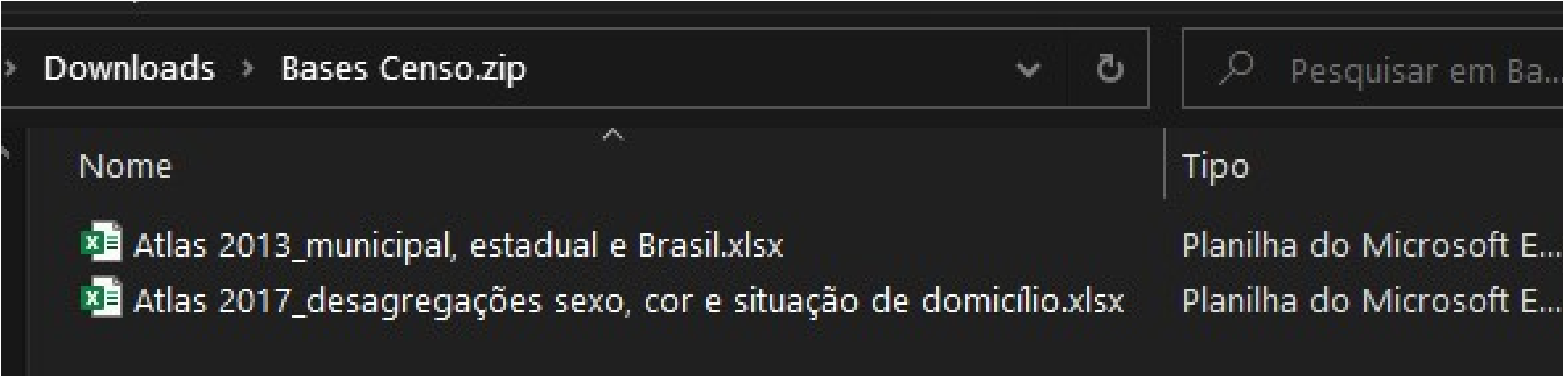 Downloads › Bases Censo.zip
Pesquisar em Ba...
Nome Tipo
Atlas 2013_municipal, estadual e Brasil.xlsx Planilha do Microsoft E...
Atlas 2017_desagregações sexo, cor e situação de domicílio.xlsx Planilha do Microsoft E...